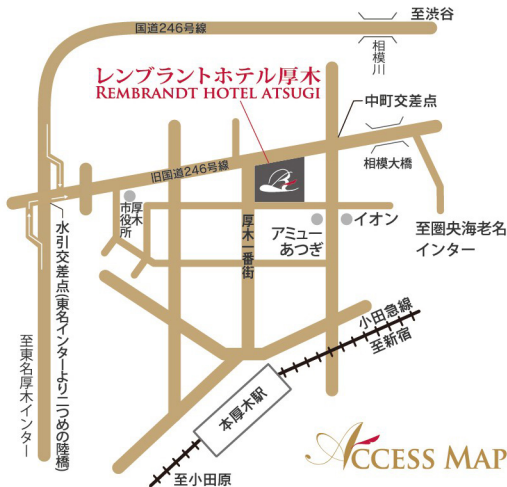 至渋谷
国道246号線
相模川
レンブラントホテル厚木
REMBRANDT HOTEL ATSUGI
中町交差点
相模大橋
旧国道246号線
厚木
市役所
厚木一番街
アミュー
あつぎ
イオン
至圏央海老名
インター
水引交差点(東名インターより二つめの陸橋)
至東名厚木インター
小田急線
至新宿
本厚木駅
至小田原
ACCESS MAP